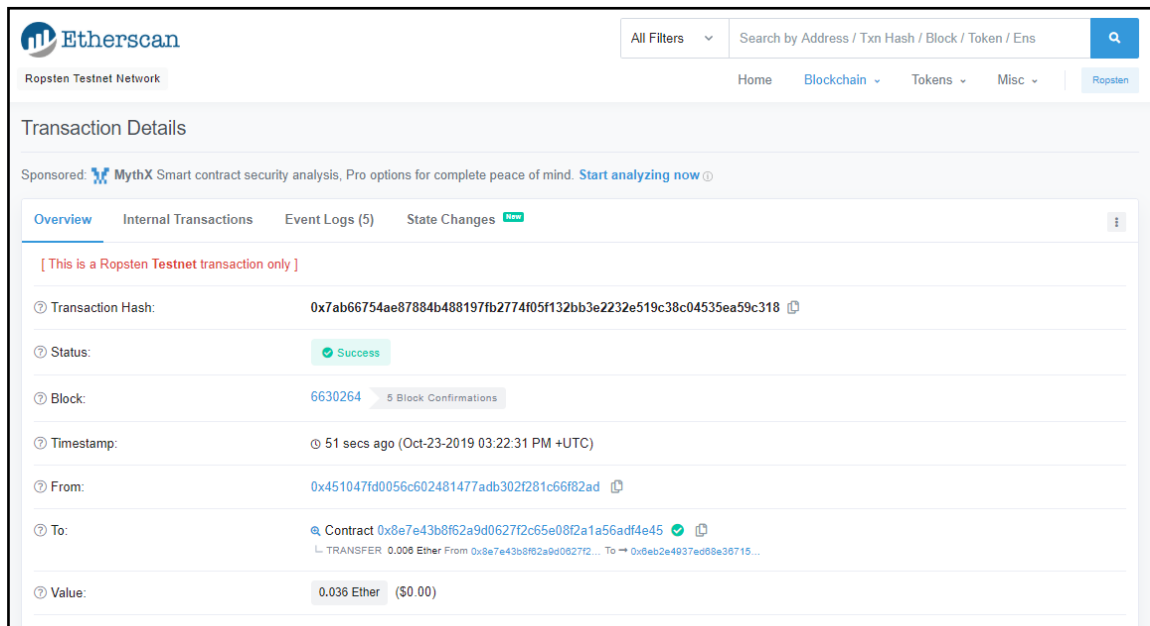 Etherscan
All Filters
Search by Address / Txn Hash / Block / Token / Ens
Ropsten Testnet Network
Home Blockchain Tokens Misc Ropsten
Transaction Details
Sponsored: MythX Smart contract security analysis, Pro options for complete peace of mind. Start analyzing now
Overview Internal Transactions Event Logs (5) State Changes New
[ This is a Ropsten Testnet transaction only ]
Transaction Hash: 0x7ab66754ae87884b488197fb2774f05f132bb3e2232e519c38c04535ea59c318
Status: Success
Block: 6630264 5 Block Confirmations
Timestamp: 51 secs ago (Oct-23-2019 03:22:31 PM +UTC)
From: 0x451047fd0056c602481477adb302f281c66f82ad
To: Contract 0x8e7e43b8f62a9d0627f2c65e08f2a1a56adf4e45
TRANSFER 0.006 Ether From 0x8e7e43b8f62a9d0627f2... To → 0x6eb2e4937ed68e36715...
Value: 0.036 Ether ($0.00)